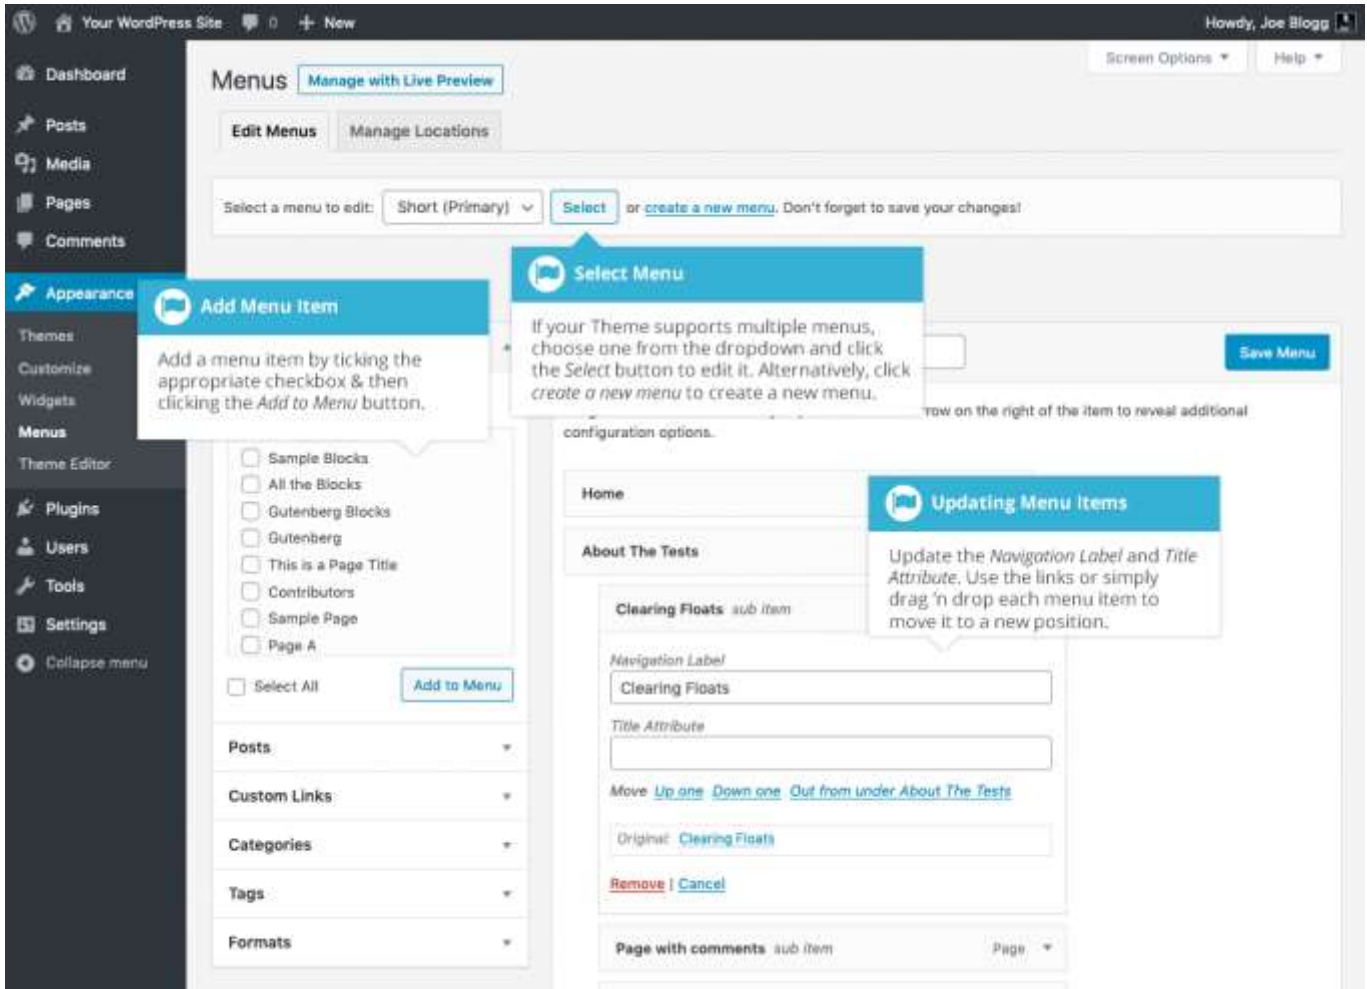 Your WordPress Site 0 + New
Howdy, Joe Blogg
Screen Options
Help
Dashboard
Posts
Media
Pages
Comments
Appearance
Themes
Customize
Widgets
Menus
Theme Editor
Plugins
Users
Tools
Settings
Collapse menu
Menus
Manage with Live Preview
Edit Menus
Manage Locations
Select a menu to edit: Short (Primary) Select or create a new menu. Don't forget to save your changes!
Select Menu
If your Theme supports multiple menus,
choose one from the dropdown and click
the Select button to edit it. Alternatively, click
create a new menu to create a new menu.
Add Menu Item
Add a menu item by ticking the
appropriate checkbox & then
clicking the Add to Menu button.
Sample Blocks
All the Blocks
Gutenberg Blocks
Gutenberg
This is a Page Title
Contributors
Sample Page
Page A
Select All
Add to Menu
Posts
Custom Links
Categories
Tags
Formats
Save Menu
on the right of the item to reveal additional
configuration options.
Home
About The Tests
Updating Menu Items
Update the Navigation Label and Title
Attribute. Use the links or simply
drag 'n drop each menu item to
move it to a new position.
Clearing Floats sub item
Navigation Label
Clearing Floats
Title Attribute
Move Up one Down one Out from under About The Tests
Original: Clearing Floats
Remove | Cancel
Page with comments sub item Page